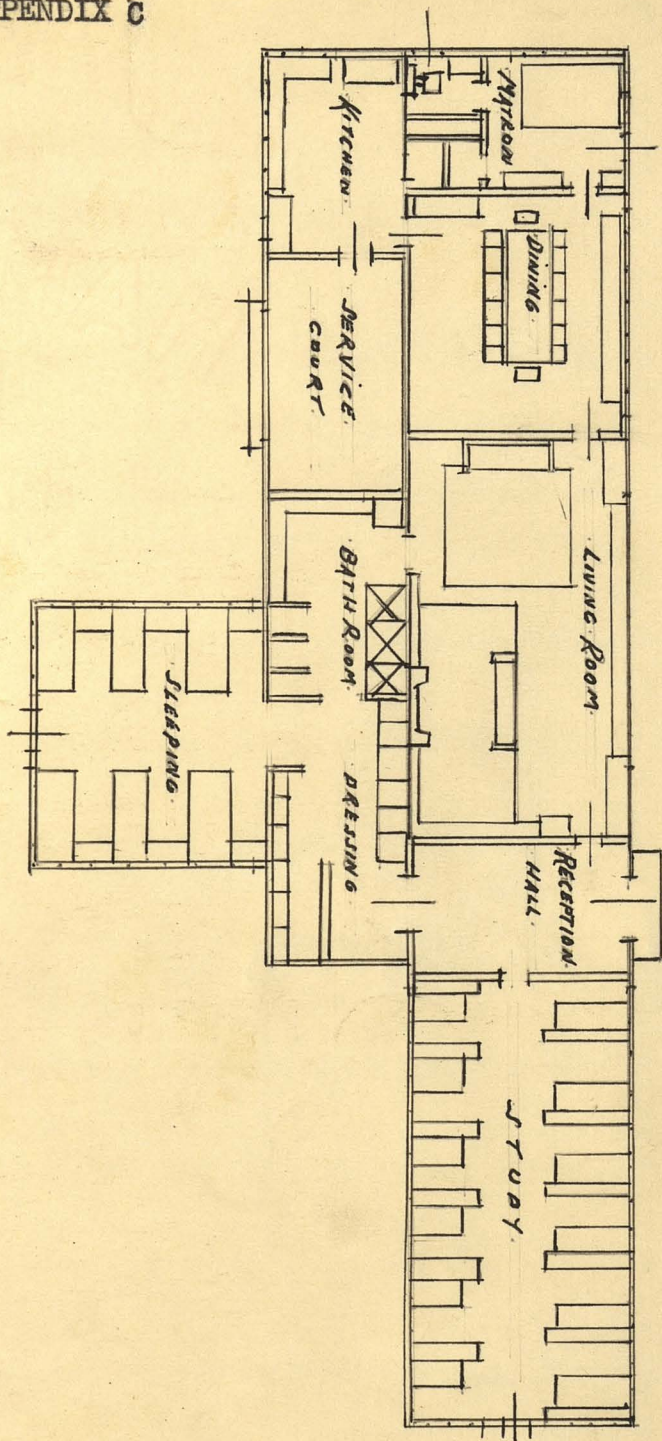 PENDIX C
KITCHEN.
MATRON
DINING.
SERVICE.
COURT.
LIVING ROOM.
BATH ROOM.
SLEEPING.
DRESSING
RECEPTION.
HALL.
STUDY.